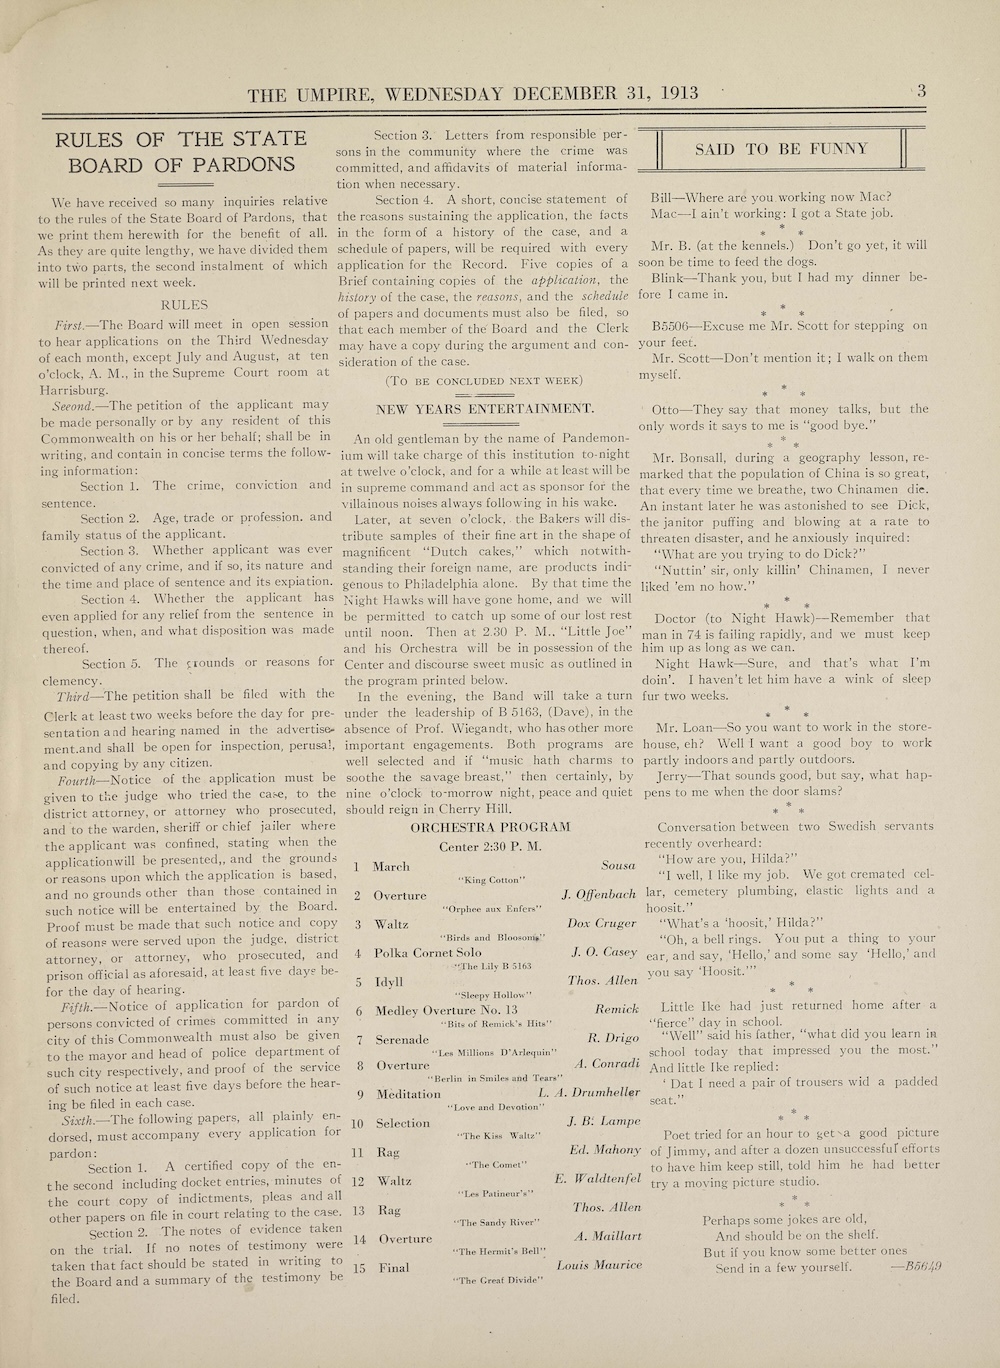 THE UMPIRE, WEDNESDAY DECEMBER 31, 1913
3
RULES OF THE STATE
BOARD OF PARDONS
We have received so many inquiries relative
to the rules of the State Board of Pardons, that
we print them herewith for the benefit of all.
As they are quite lengthy, we have divided them
into two parts, the second instalment of which
will be printed next week.
RULES
First.—The Board will meet in open session
to hear applications on the Third Wednesday
of each month, except July and August, at ten
o'clock, A. M., in the Supreme Court room at
Harrisburg.
Second.—The petition of the applicant may
be made personally or by any resident of this
Commonwealth on his or her behalf; shall be in
writing, and contain in concise terms the follow-
ing information:
Section 1. The crime, conviction and
sentence.
Section 2. Age, trade or profession. and
family status of the applicant.
Section 3. Whether applicant was ever
convicted of any crime, and if so, its nature and
the time and place of sentence and its expiation.
Section 4. Whether the applicant has
even applied for any relief from the sentence in
question, when, and what disposition was made
thereof.
Section 5. The grounds or reasons for
clemency.
Third—The petition shall be filed with the
Clerk at least two weeks before the day for pre-
sentation and hearing named in the advertise-
ment.and shall be open for inspection, perusal,
and copying by any citizen.
Fourth—Notice of the application must be
given to the judge who tried the case, to the
district attorney, or attorney who prosecuted,
and to the warden, sheriff or chief jailer where
the applicant was confined, stating when the
applicationwill be presented,, and the grounds
or reasons upon which the application is based,
and no grounds other than those contained in
such notice will be entertained by the Board.
Proof must be made that such notice and copy
of reasons were served upon the judge, district
attorney, or attorney, who prosecuted, and
prison official as aforesaid, at least five days be-
for the day of hearing.
Fifth.—Notice of application for pardon of
persons convicted of crimes committed in any
city of this Commonwealth must also be given
to the mayor and head of police department of
such city respectively, and proof of the service
of such notice at least five days before the hear-
ing be filed in each case.
Sixth.—The following papers, all plainly en-
dorsed, must accompany every application for
pardon:
Section 1. A certified copy of the en-
the second including docket entries, minutes of
the court copy of indictments, pleas and all
other papers on file in court relating to the case.
Section 2. The notes of evidence taken
on the trial. If no notes of testimony were
taken that fact should be stated in writing to
the Board and a summary of the testimony be
filed.
Section 3. Letters from responsible per-
sons in the community where the crime was
committed, and affidavits of material informa-
tion when necessary.
Section 4. A short, concise statement of
the reasons sustaining the application, the facts
in the form of a history of the case, and a
schedule of papers, will be required with every
application for the Record. Five copies of a
Brief containing copies of the application, the
history of the case, the reasons, and the schedule
of papers and documents must also be filed, so
that each member of the Board and the Clerk
may have a copy during the argument and con-
sideration of the case.
(TO BE CONCLUDED NEXT WEEK)
NEW YEARS ENTERTAINMENT.
An old gentleman by the name of Pandemon-
ium will take charge of this institution to-night
at twelve o'clock, and for a while at least will be
in supreme command and act as sponsor for the
villainous noises always following in his wake.
Later, at seven o'clock, the Bakers will dis-
tribute samples of their fine art in the shape of
magnificent "Dutch cakes," which notwith-
standing their foreign name, are products indi-
genous to Philadelphia alone. By that time the
Night Hawks will have gone home, and we will
be permitted to catch up some of our lost rest
until noon. Then at 2.30 P. M., "Little Joe"
and his Orchestra will be in possession of the
Center and discourse sweet music as outlined in
the program printed below.
In the evening, the Band will take a turn
under the leadership of B 5163, (Dave), in the
absence of Prof. Wiegandt, who has other more
important engagements. Both programs are
well selected and if "music hath charms to
soothe the savage breast," then certainly, by
nine o'clock to-morrow night, peace and quiet
should reign in Cherry Hill.
ORCHESTRA PROGRAM
Center 2:30 P. M.
1 March Sousa
"King Cotton"
2 Overture J. Offenbach
"Orphee aux Enfers"
3 Waltz Dox Cruger
"Birds and Bloosoms"
4 Polka Cornet Solo J. O. Casey
"The Lily B 5163
5 Idyll Thos. Allen
"Sleepy Hollow"
6 Medley Overture No. 13 Remick
"Bits of Remick's Hits"
7 Serenade R. Drigo
"Les Millions D'Arlequin"
8 Overture A. Conradi
"Berlin in Smiles and Tears"
9 Meditation L. A. Drumheller
"Love and Devotion"
10 Selection J. B. Lampe
"The Kiss Waltz"
11 Rag Ed. Mahony
"The Comet"
12 Waltz E. Waldtenfel
"Les Patineur's"
13 Rag Thos. Allen
"The Sandy River"
14 Overture A. Maillart
"The Hermit's Bell"
15 Final Louis Maurice
"The Great Divide"
SAID TO BE FUNNY
Bill—Where are you working now Mac?
Mac—I ain't working: I got a State job.
* * *
Mr. B. (at the kennels.) Don't go yet, it will
soon be time to feed the dogs.
Blink—Thank you, but I had my dinner be-
fore I came in.
* * *
B5506—Excuse me Mr. Scott for stepping on
your feet.
Mr. Scott—Don't mention it; I walk on them
myself.
* * *
Otto—They say that money talks, but the
only words it says to me is "good bye."
* * *
Mr. Bonsall, during a geography lesson, re-
marked that the population of China is so great,
that every time we breathe, two Chinamen die.
An instant later he was astonished to see Dick,
the janitor puffing and blowing at a rate to
threaten disaster, and he anxiously inquired:
"What are you trying to do Dick?"
"Nuttin' sir, only killin' Chinamen, I never
liked 'em no how."
* * *
Doctor (to Night Hawk)—Remember that
man in 74 is failing rapidly, and we must keep
him up as long as we can.
Night Hawk—Sure, and that's what I'm
doin'. I haven't let him have a wink of sleep
fur two weeks.
* * *
Mr. Loan—So you want to work in the store-
house, eh? Well I want a good boy to work
partly indoors and partly outdoors.
Jerry—That sounds good, but say, what hap-
pens to me when the door slams?
* * *
Conversation between two Swedish servants
recently overheard:
"How are you, Hilda?"
"I well, I like my job. We got cremated cel-
lar, cemetery plumbing, elastic lights and a
hoosit."
"What's a 'hoosit,' Hilda?"
"Oh, a bell rings. You put a thing to your
ear, and say, 'Hello,' and some say 'Hello,' and
you say 'Hoosit.'"
* * *
Little Ike had just returned home after a
"fierce" day in school.
"Well" said his father, "what did you learn in
school today that impressed you the most."
And little Ike replied:
' Dat I need a pair of trousers wid a padded
seat."
* * *
Poet tried for an hour to get a good picture
of Jimmy, and after a dozen unsuccessful efforts
to have him keep still, told him he had better
try a moving picture studio.
* * *
Perhaps some jokes are old,
And should be on the shelf.
But if you know some better ones
Send in a few yourself. —B5649